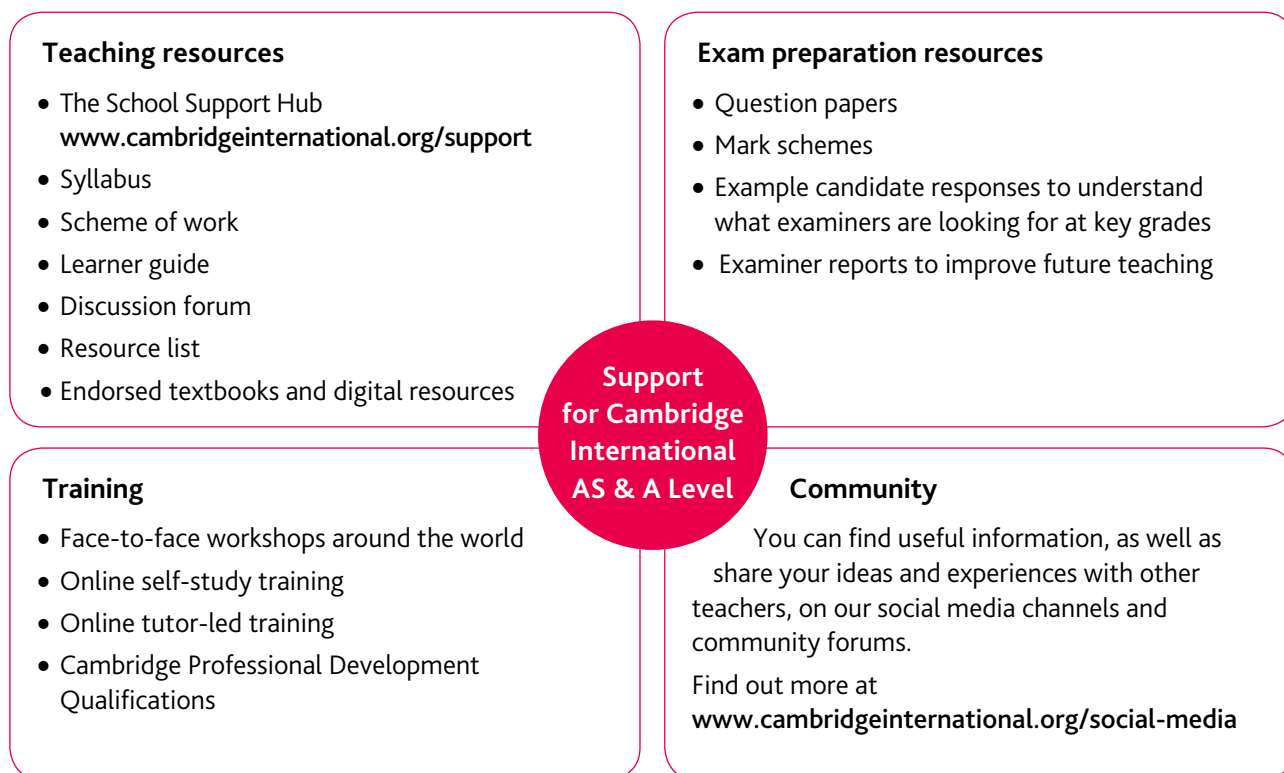 Teaching resources
• The School Support Hub
www.cambridgeinternational.org/support
• Syllabus
• Scheme of work
• Learner guide
• Discussion forum
• Resource list
• Endorsed textbooks and digital resources
Exam preparation resources
• Question papers
• Mark schemes
• Example candidate responses to understand
what examiners are looking for at key grades
• Examiner reports to improve future teaching
Support
for Cambridge
International
AS & A Level
Training
• Face-to-face workshops around the world
• Online self-study training
• Online tutor-led training
• Cambridge Professional Development
Qualifications
Community
You can find useful information, as well as
share your ideas and experiences with other
teachers, on our social media channels and
community forums.
Find out more at
www.cambridgeinternational.org/social-media